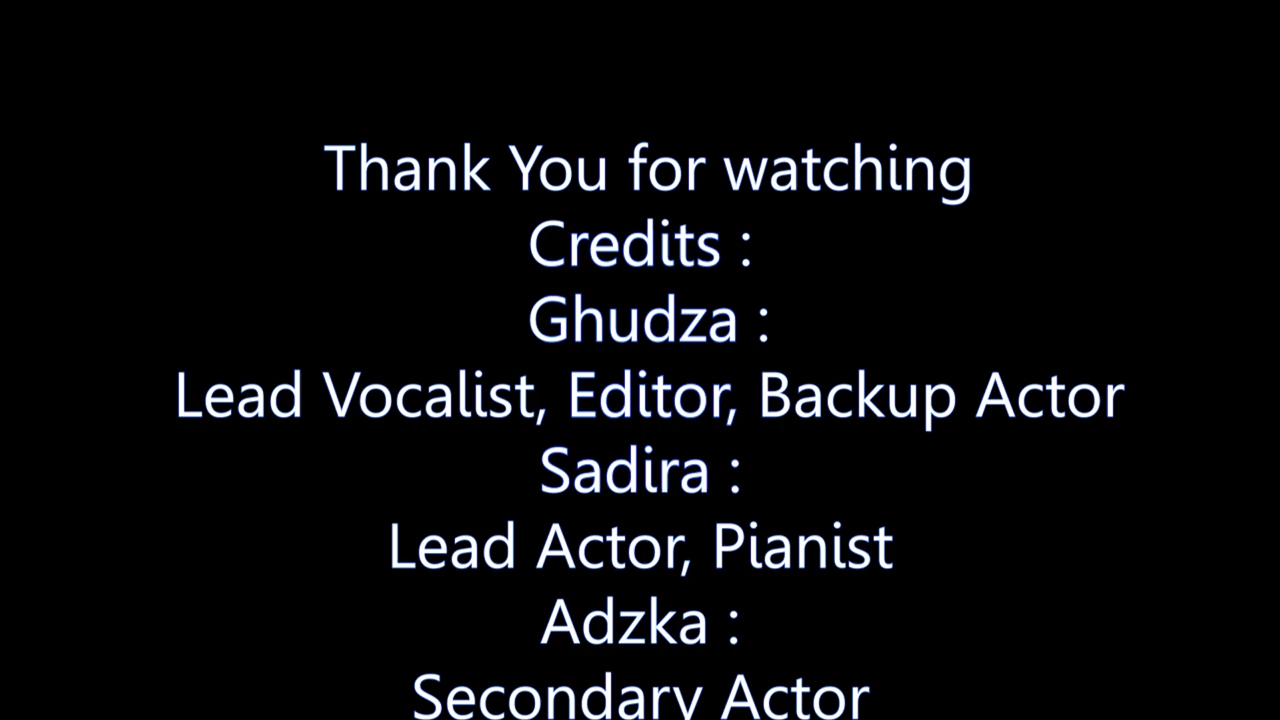 Thank You for watching
Credits :
Ghudza :
Lead Vocalist, Editor, Backup Actor
Sadira :
Lead Actor, Pianist
Adzka :
Secondary Actor